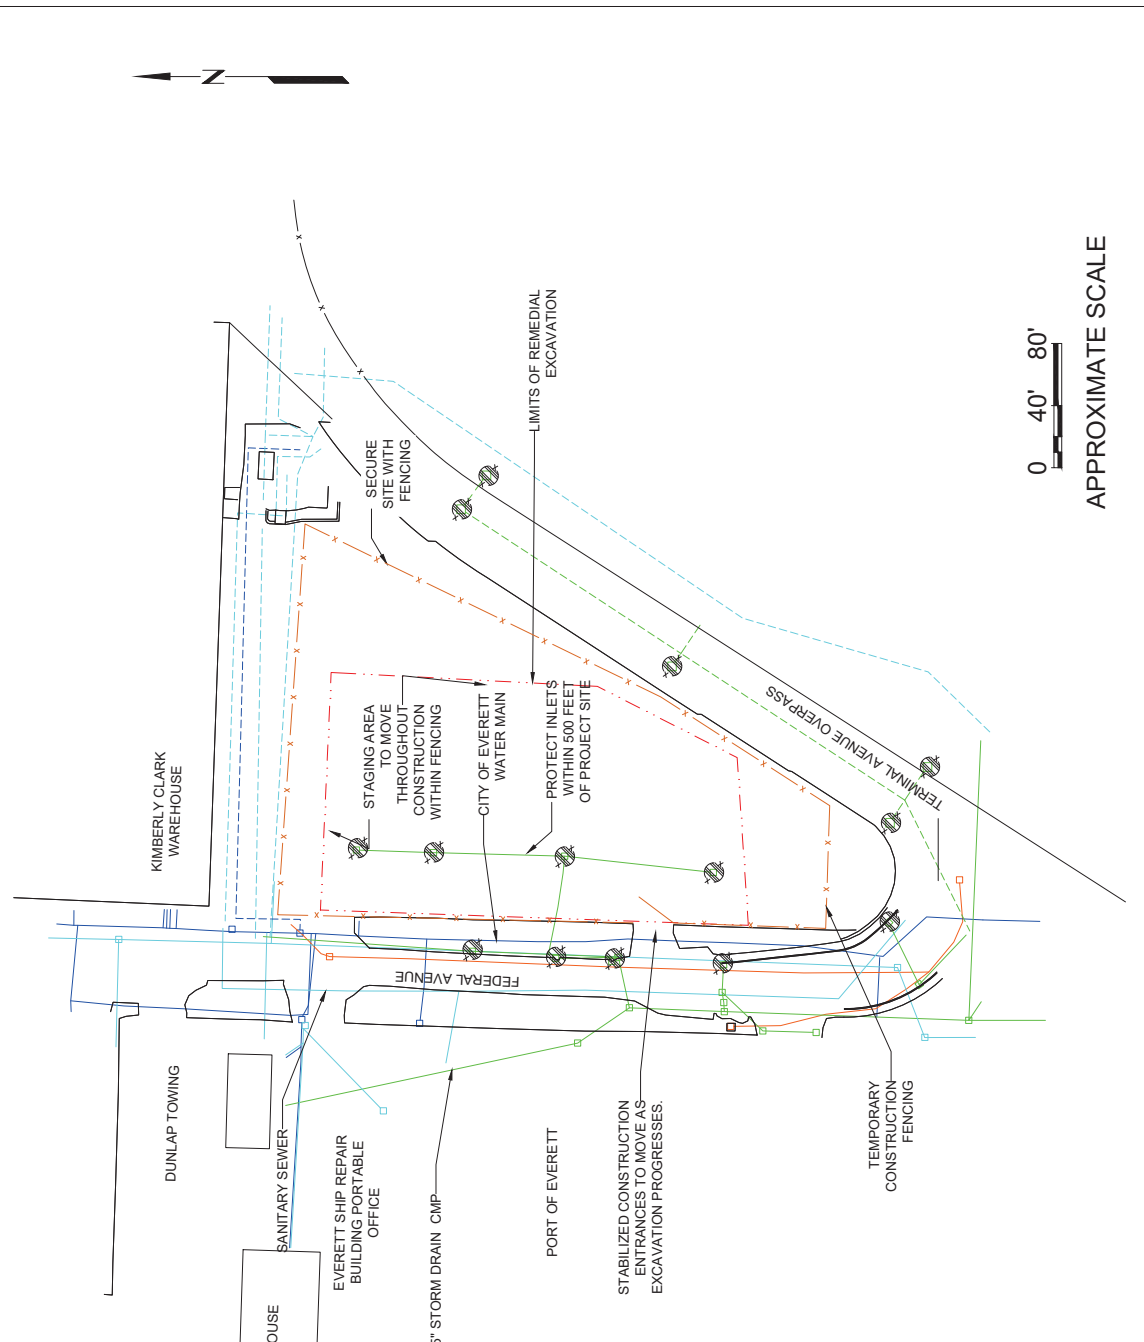 N
KIMBERLY CLARK
WAREHOUSE
SECURE
SITE WITH
FENCING
LIMITS OF REMEDIAL
EXCAVATION
0 40' 80'
APPROXIMATE SCALE
STAGING AREA
TO MOVE
THROUGHOUT
CONSTRUCTION
WITHIN FENCING
CITY OF EVERETT
WATER MAIN
PROTECT INLETS
WITHIN 500 FEET
OF PROJECT SITE
TERMINAL AVENUE OVERPASS
FEDERAL AVENUE
DUNLAP TOWING
SANITARY SEWER
EVERETT SHIP REPAIR
BUILDING PORTABLE
OFFICE
STORM DRAIN CMP
PORT OF EVERETT
STABILIZED CONSTRUCTION
ENTRANCES TO MOVE AS
EXCAVATION PROGRESSES.
TEMPORARY
CONSTRUCTION
FENCING
OUSE